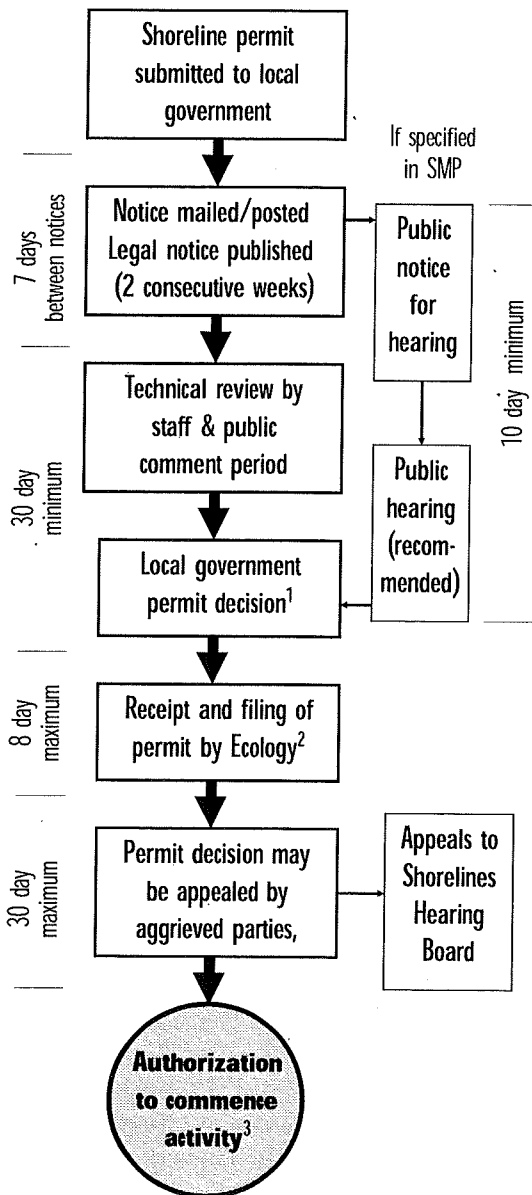 Shoreline permit
submitted to local
government
If specified
in SMP
7 days
between notices
Notice mailed/posted
Legal notice published
(2 consecutive weeks)
Public
notice
for
hearing
10 day minimum
30 day
minimum
Technical review by
staff & public
comment period
Public
hearing
(recom-
mended)
Local government
permit decision¹
8 day
maximum
Receipt and filing of
permit by Ecology²
30 day
maximum
Permit decision may
be appealed by
aggrieved parties,
Appeals to
Shorelines
Hearing
Board
Authorization
to commence
activity³